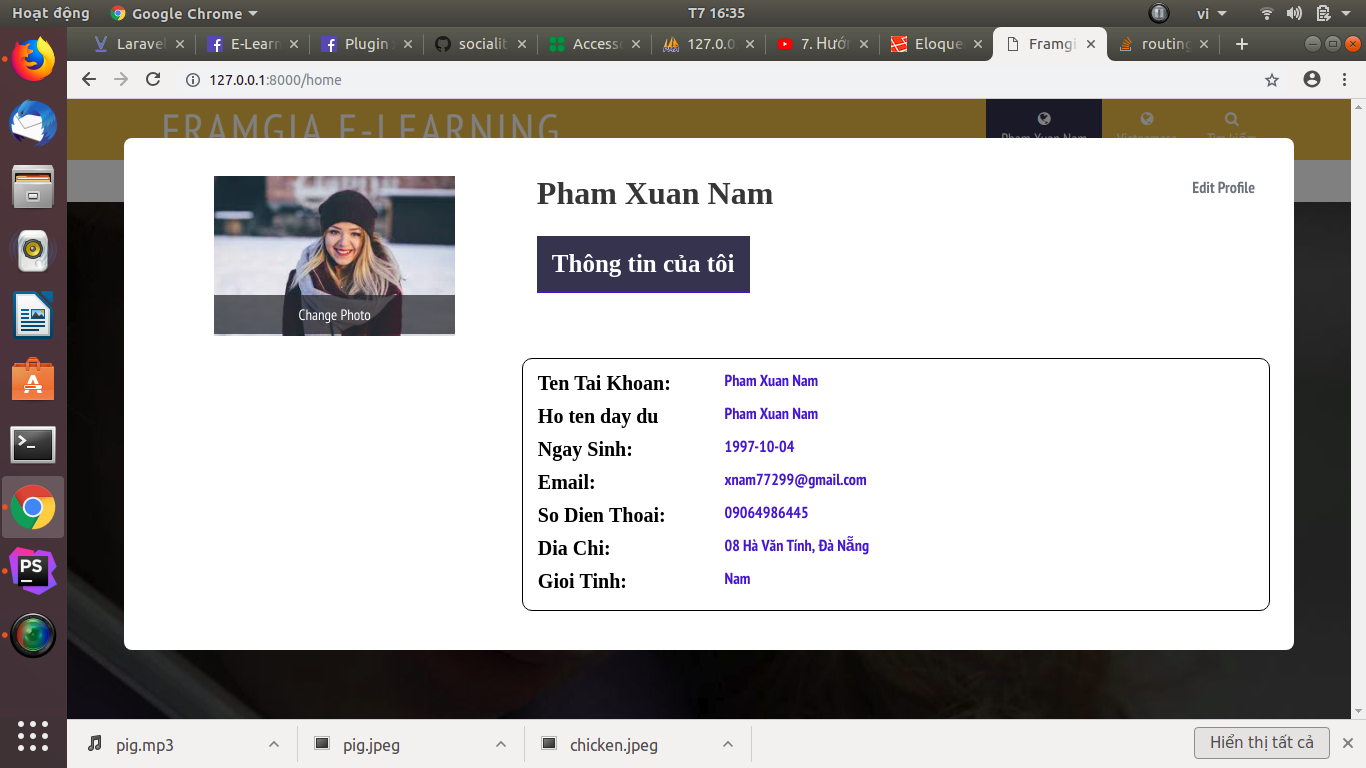 Hoạt động Google Chrome T7 16:35 vi
Laravel E-Learn Plugin socialit Accesso 127.0.0 7. Hướn Eloque Framgi routing
127.0.0.1:8000/home
FRAMGIA E-LEARNING Pham Xuan Nam Vietnamese Tìm kiếm
Pham Xuan Nam
Edit Profile
Thông tin của tôi
Change Photo
Ten Tai Khoan: Pham Xuan Nam
Ho ten day du Pham Xuan Nam
Ngay Sinh: 1997-10-04
Email: xnam77299@gmail.com
So Dien Thoai: 09064986445
Dia Chi: 08 Hà Văn Tính, Đà Nẵng
Gioi Tinh: Nam
PS
pig.mp3 pig.jpeg chicken.jpeg Hiển thị tất cả